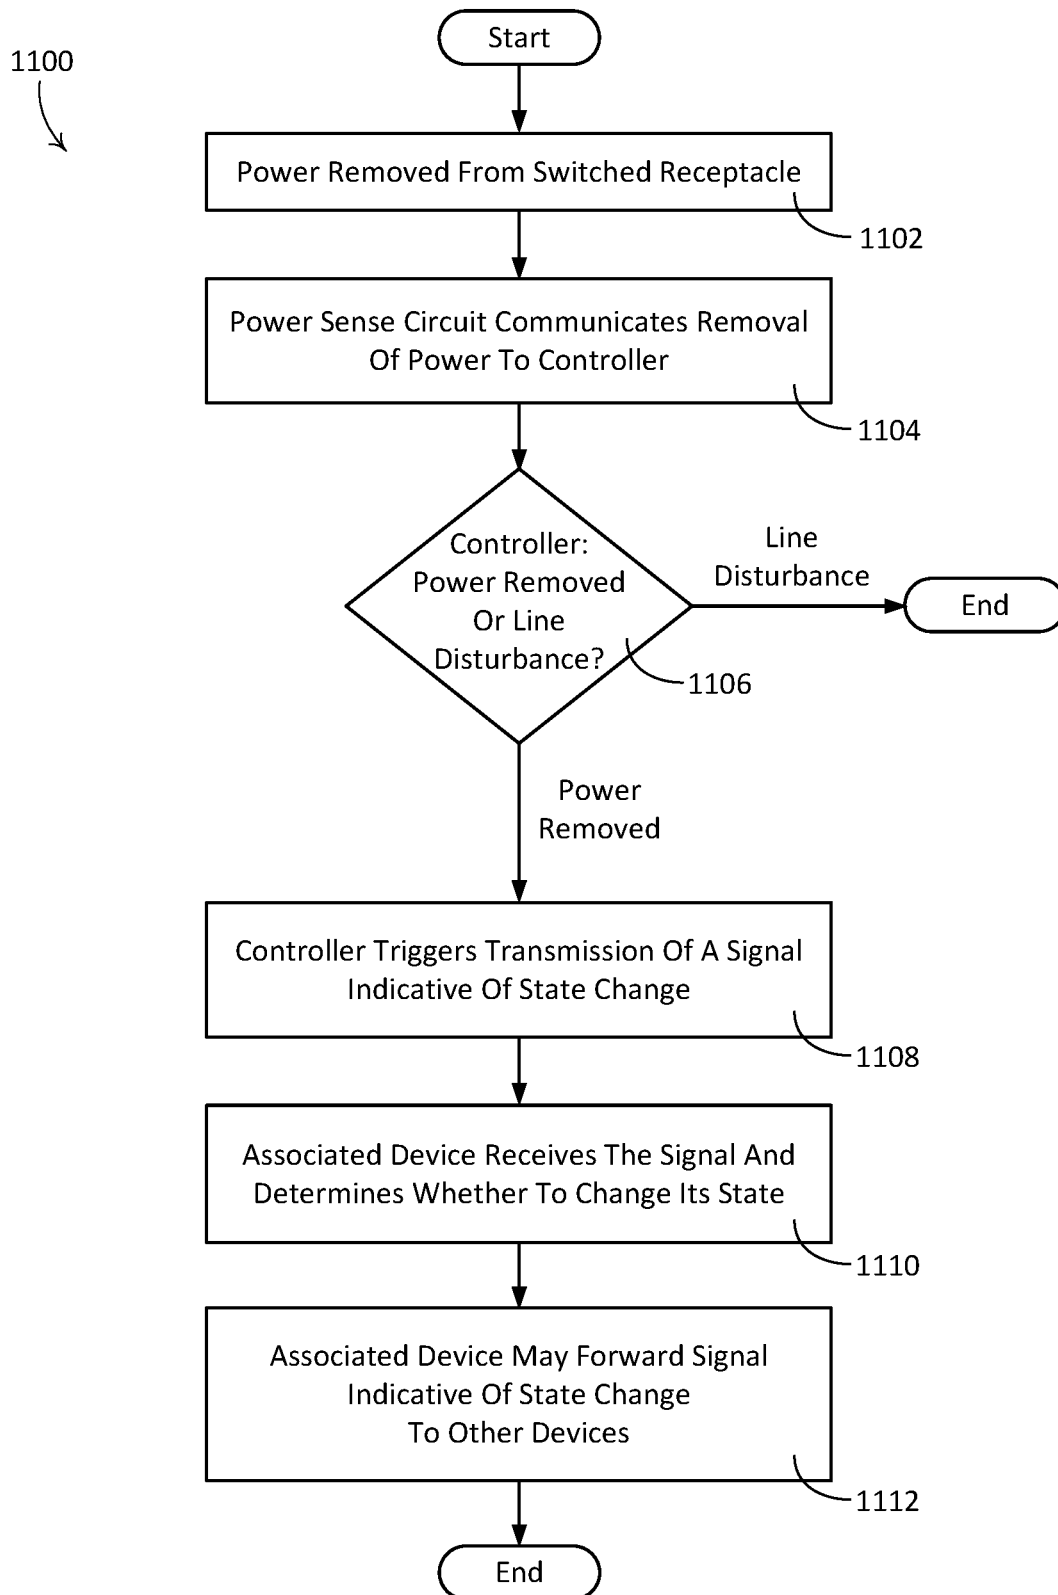 Start
1100
Power Removed From Switched Receptacle
1102
Power Sense Circuit Communicates Removal
Of Power To Controller
1104
Controller:
Power Removed
Or Line
Disturbance?
1106
Line
Disturbance
End
Power
Removed
Controller Triggers Transmission Of A Signal
Indicative Of State Change
1108
Associated Device Receives The Signal And
Determines Whether To Change Its State
1110
Associated Device May Forward Signal
Indicative Of State Change
To Other Devices
1112
End